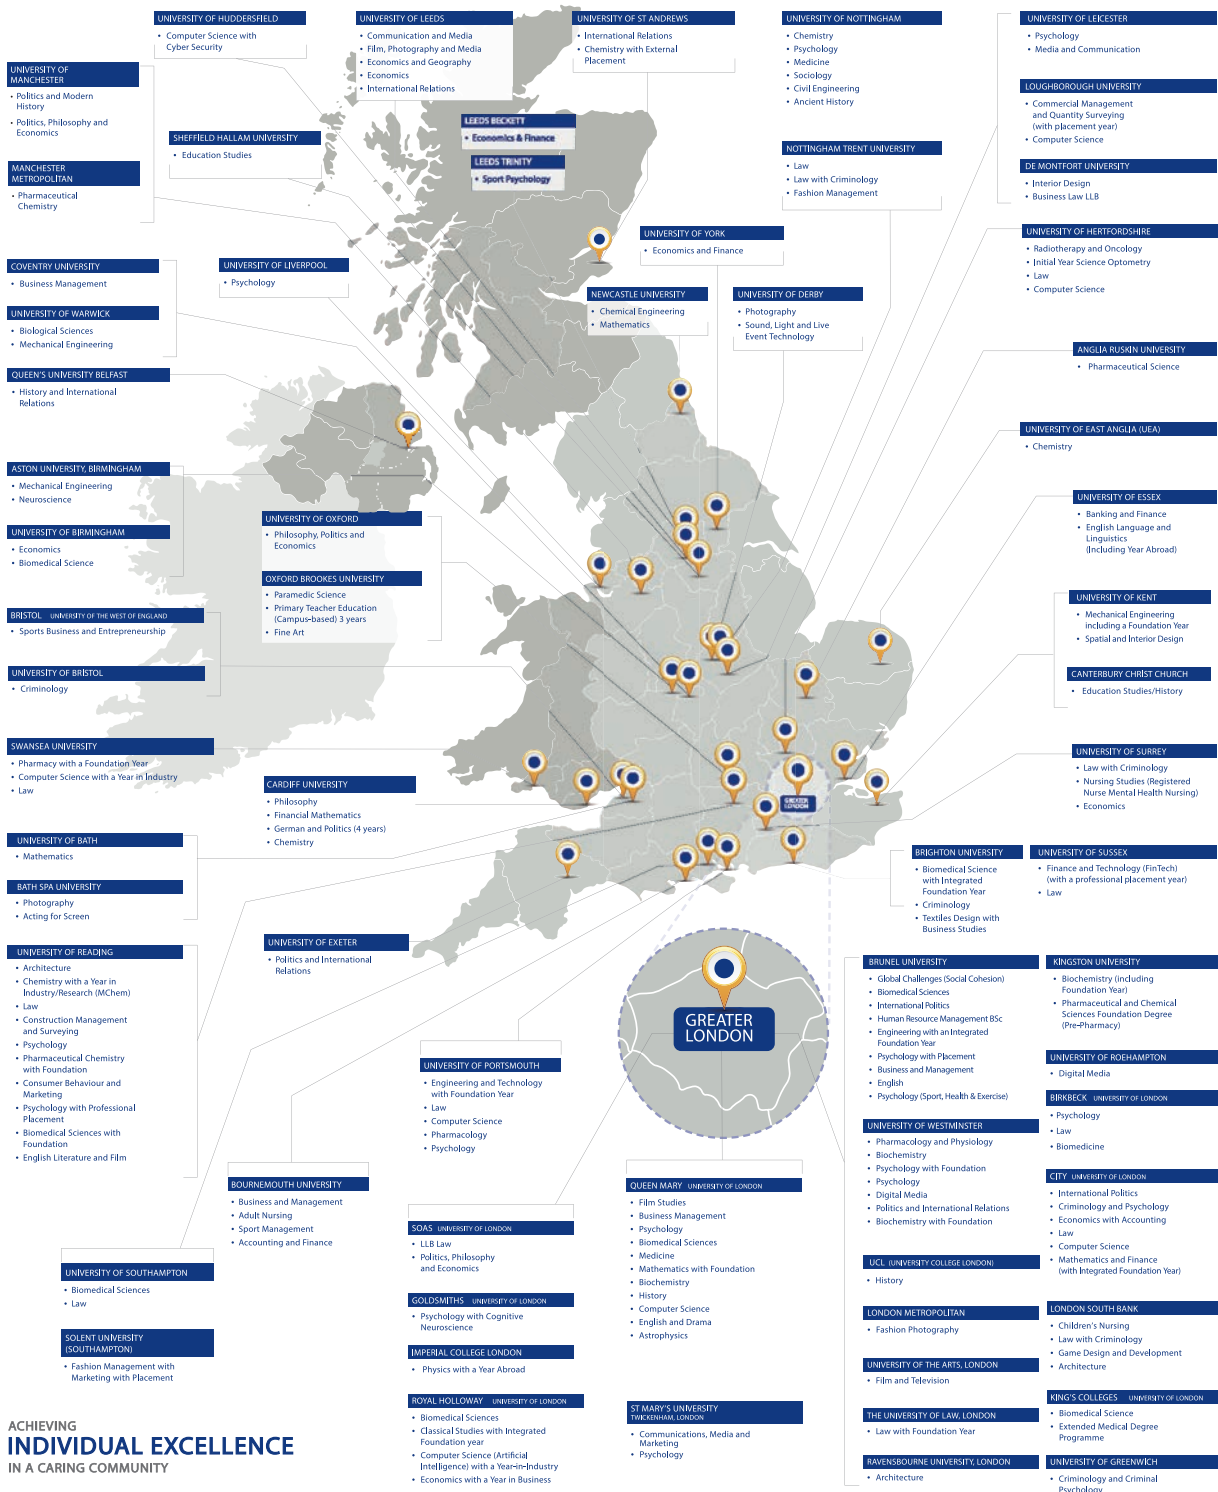 UNIVERSITY OF HUDDERSFIELD
• Computer Science with
Cyber Security
UNIVERSITY OF LEEDS
• Communication and Media
• Film, Photography and Media
• Economics and Geography
• Economics
• International Relations
UNIVERSITY OF ST ANDREWS
• International Relations
• Chemistry with External
Placement
UNIVERSITY OF NOTTINGHAM
• Chemistry
• Psychology
• Medicine
• Sociology
• Civil Engineering
• Ancient History
UNIVERSITY OF LEICESTER
• Psychology
• Media and Communication
UNIVERSITY OF
MANCHESTER
• Politics and Modern
History
• Politics, Philosophy and
Economics
LOUGHBOROUGH UNIVERSITY
• Commercial Management
and Quantity Surveying
(with placement year)
• Computer Science
LEEDS BECKETT
• Economics & Finance
LEEDS TRINITY
• Sport Psychology
SHEFFIELD HALLAM UNIVERSITY
• Education Studies
NOTTINGHAM TRENT UNIVERSITY
• Law
• Law with Criminology
• Fashion Management
MANCHESTER
METROPOLITAN
• Pharmaceutical
Chemistry
DE MONTFORT UNIVERSITY
• Interior Design
• Business Law LLB
UNIVERSITY OF YORK
• Economics and Finance
UNIVERSITY OF HERTFORDSHIRE
• Radiotherapy and Oncology
• Initial Year Science Optometry
• Law
• Computer Science
COVENTRY UNIVERSITY
• Business Management
UNIVERSITY OF LIVERPOOL
• Psychology
NEWCASTLE UNIVERSITY
• Chemical Engineering
• Mathematics
UNIVERSITY OF DERBY
• Photography
• Sound, Light and Live
Event Technology
UNIVERSITY OF WARWICK
• Biological Sciences
• Mechanical Engineering
ANGLIA RUSKIN UNIVERSITY
• Pharmaceutical Science
QUEEN'S UNIVERSITY BELFAST
• History and International
Relations
UNIVERSITY OF EAST ANGLIA (UEA)
• Chemistry
ASTON UNIVERSITY, BIRMINGHAM
• Mechanical Engineering
• Neuroscience
UNIVERSITY OF ESSEX
• Banking and Finance
• English Language and
Linguistics
(Including Year Abroad)
UNIVERSITY OF OXFORD
• Philosophy, Politics and
Economics
UNIVERSITY OF BIRMINGHAM
• Economics
• Biomedical Science
OXFORD BROOKES UNIVERSITY
• Paramedic Science
• Primary Teacher Education
(Campus-based) 3 years
• Fine Art
UNIVERSITY OF KENT
• Mechanical Engineering
including a Foundation Year
• Spatial and Interior Design
BRISTOL UNIVERSITY OF THE WEST OF ENGLAND
• Sports Business and Entrepreneurship
UNIVERSITY OF BRISTOL
• Criminology
CANTERBURY CHRIST CHURCH
• Education Studies/History
SWANSEA UNIVERSITY
• Pharmacy with a Foundation Year
• Computer Science with a Year in Industry
• Law
UNIVERSITY OF SURREY
• Law with Criminology
• Nursing Studies (Registered
Nurse Mental Health Nursing)
• Economics
CARDIFF UNIVERSITY
• Philosophy
• Financial Mathematics
• German and Politics (4 years)
• Chemistry
GREATER
LONDON
UNIVERSITY OF BATH
• Mathematics
BRIGHTON UNIVERSITY
• Biomedical Science
with Integrated
Foundation Year
• Criminology
• Textiles Design with
Business Studies
UNIVERSITY OF SUSSEX
• Finance and Technology (FinTech)
(with a professional placement year)
• Law
BATH SPA UNIVERSITY
• Photography
• Acting for Screen
UNIVERSITY OF EXETER
• Politics and International
Relations
UNIVERSITY OF READING
• Architecture
• Chemistry with a Year in
Industry/Research (MChem)
• Law
• Construction Management
and Surveying
• Psychology
• Pharmaceutical Chemistry
with Foundation
• Consumer Behaviour and
Marketing
• Psychology with Professional
Placement
• Biomedical Sciences with
Foundation
• English Literature and Film
GREATER
LONDON
BRUNEL UNIVERSITY
• Global Challenges (Social Cohesion)
• Biomedical Sciences
• International Politics
• Human Resource Management BSc
• Engineering with an Integrated
Foundation Year
• Psychology with Placement
• Business and Management
• English
• Psychology (Sport, Health & Exercise)
KINGSTON UNIVERSITY
• Biochemistry (including
Foundation Year)
• Pharmaceutical and Chemical
Sciences Foundation Degree
(Pre-Pharmacy)
UNIVERSITY OF ROEHAMPTON
• Digital Media
UNIVERSITY OF PORTSMOUTH
• Engineering and Technology
with Foundation Year
• Law
• Computer Science
• Pharmacology
• Psychology
BIRKBECK UNIVERSITY OF LONDON
• Psychology
• Law
• Biomedicine
UNIVERSITY OF WESTMINSTER
• Pharmacology and Physiology
• Biochemistry
• Psychology with Foundation
• Psychology
• Digital Media
• Politics and International Relations
• Biochemistry with Foundation
BOURNEMOUTH UNIVERSITY
• Business and Management
• Adult Nursing
• Sport Management
• Accounting and Finance
QUEEN MARY UNIVERSITY OF LONDON
• Film Studies
• Business Management
• Psychology
• Biomedical Sciences
• Medicine
• Mathematics with Foundation
• Biochemistry
• History
• Computer Science
• English and Drama
• Astrophysics
CITY UNIVERSITY OF LONDON
• International Politics
• Criminology and Psychology
• Economics with Accounting
• Law
• Computer Science
• Mathematics and Finance
(with Integrated Foundation Year)
SOAS UNIVERSITY OF LONDON
• LLB Law
• Politics, Philosophy
and Economics
UNIVERSITY OF SOUTHAMPTON
• Biomedical Sciences
• Law
UCL (UNIVERSITY COLLEGE LONDON)
• History
GOLDSMITHS UNIVERSITY OF LONDON
• Psychology with Cognitive
Neuroscience
LONDON METROPOLITAN
• Fashion Photography
LONDON SOUTH BANK
• Children's Nursing
• Law with Criminology
• Game Design and Development
• Architecture
SOLENT UNIVERSITY
(SOUTHAMPTON)
• Fashion Management with
Marketing with Placement
IMPERIAL COLLEGE LONDON
• Physics with a Year Abroad
UNIVERSITY OF THE ARTS, LONDON
• Film and Television
ROYAL HOLLOWAY UNIVERSITY OF LONDON
• Biomedical Sciences
• Classical Studies with Integrated
Foundation year
• Computer Science (Artificial
Intelligence) with a Year-in-Industry
• Economics with a Year in Business
ST MARY'S UNIVERSITY
TWICKENHAM, LONDON
• Communications, Media and
Marketing
• Psychology
KING'S COLLEGES UNIVERSITY OF LONDON
• Biomedical Science
• Extended Medical Degree
Programme
THE UNIVERSITY OF LAW, LONDON
• Law with Foundation Year
RAVENSBOURNE UNIVERSITY, LONDON
• Architecture
UNIVERSITY OF GREENWICH
• Criminology and Criminal
Psychology
ACHIEVING
INDIVIDUAL EXCELLENCE
IN A CARING COMMUNITY